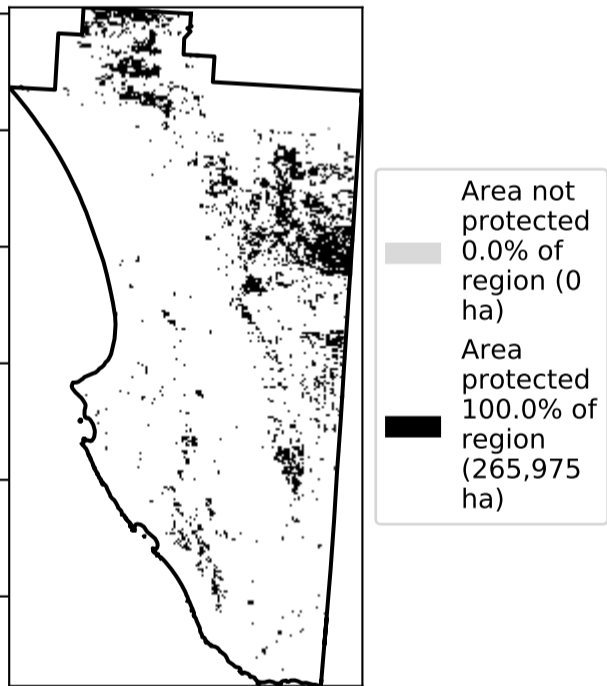 Area not
protected
0.0% of
region (0
ha)
Area
protected
100.0% of
region
(265,975
ha)